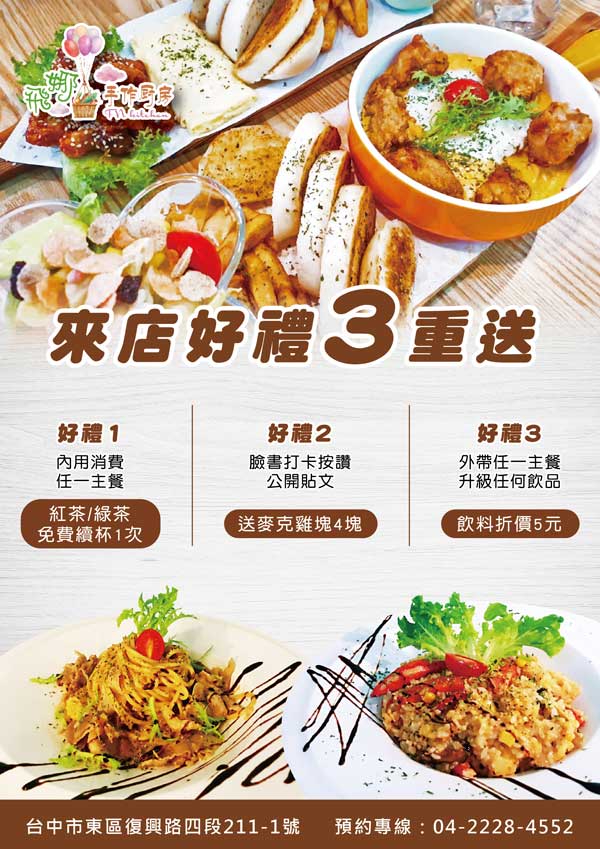 飛娜
手作廚房
來店好禮3重送
好禮1
內用消費
任一主餐
紅茶/綠茶
免費續杯1次
好禮2
臉書打卡按讚
公開貼文
送麥克雞塊4塊
好禮3
外帶任一主餐
升級任何飲品
飲料折價5元
台中市東區復興路四段211-1號 預約專線：04-2228-4552